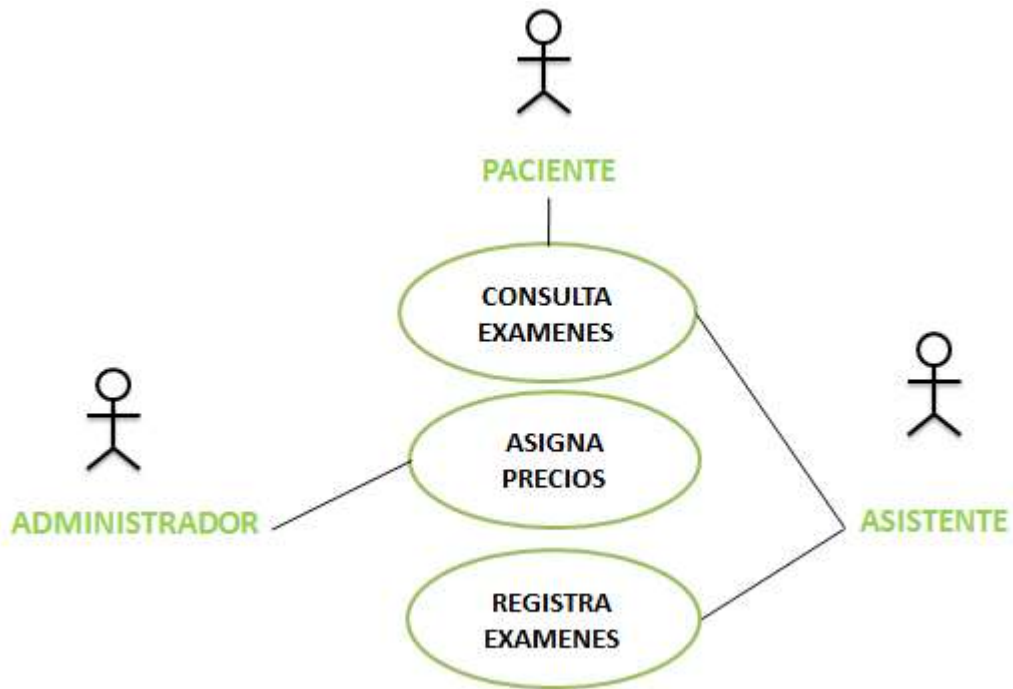 PACIENTE
CONSULTA
EXAMENES
ASIGNA
PRECIOS
ADMINISTRADOR
ASISTENTE
REGISTRA
EXAMENES